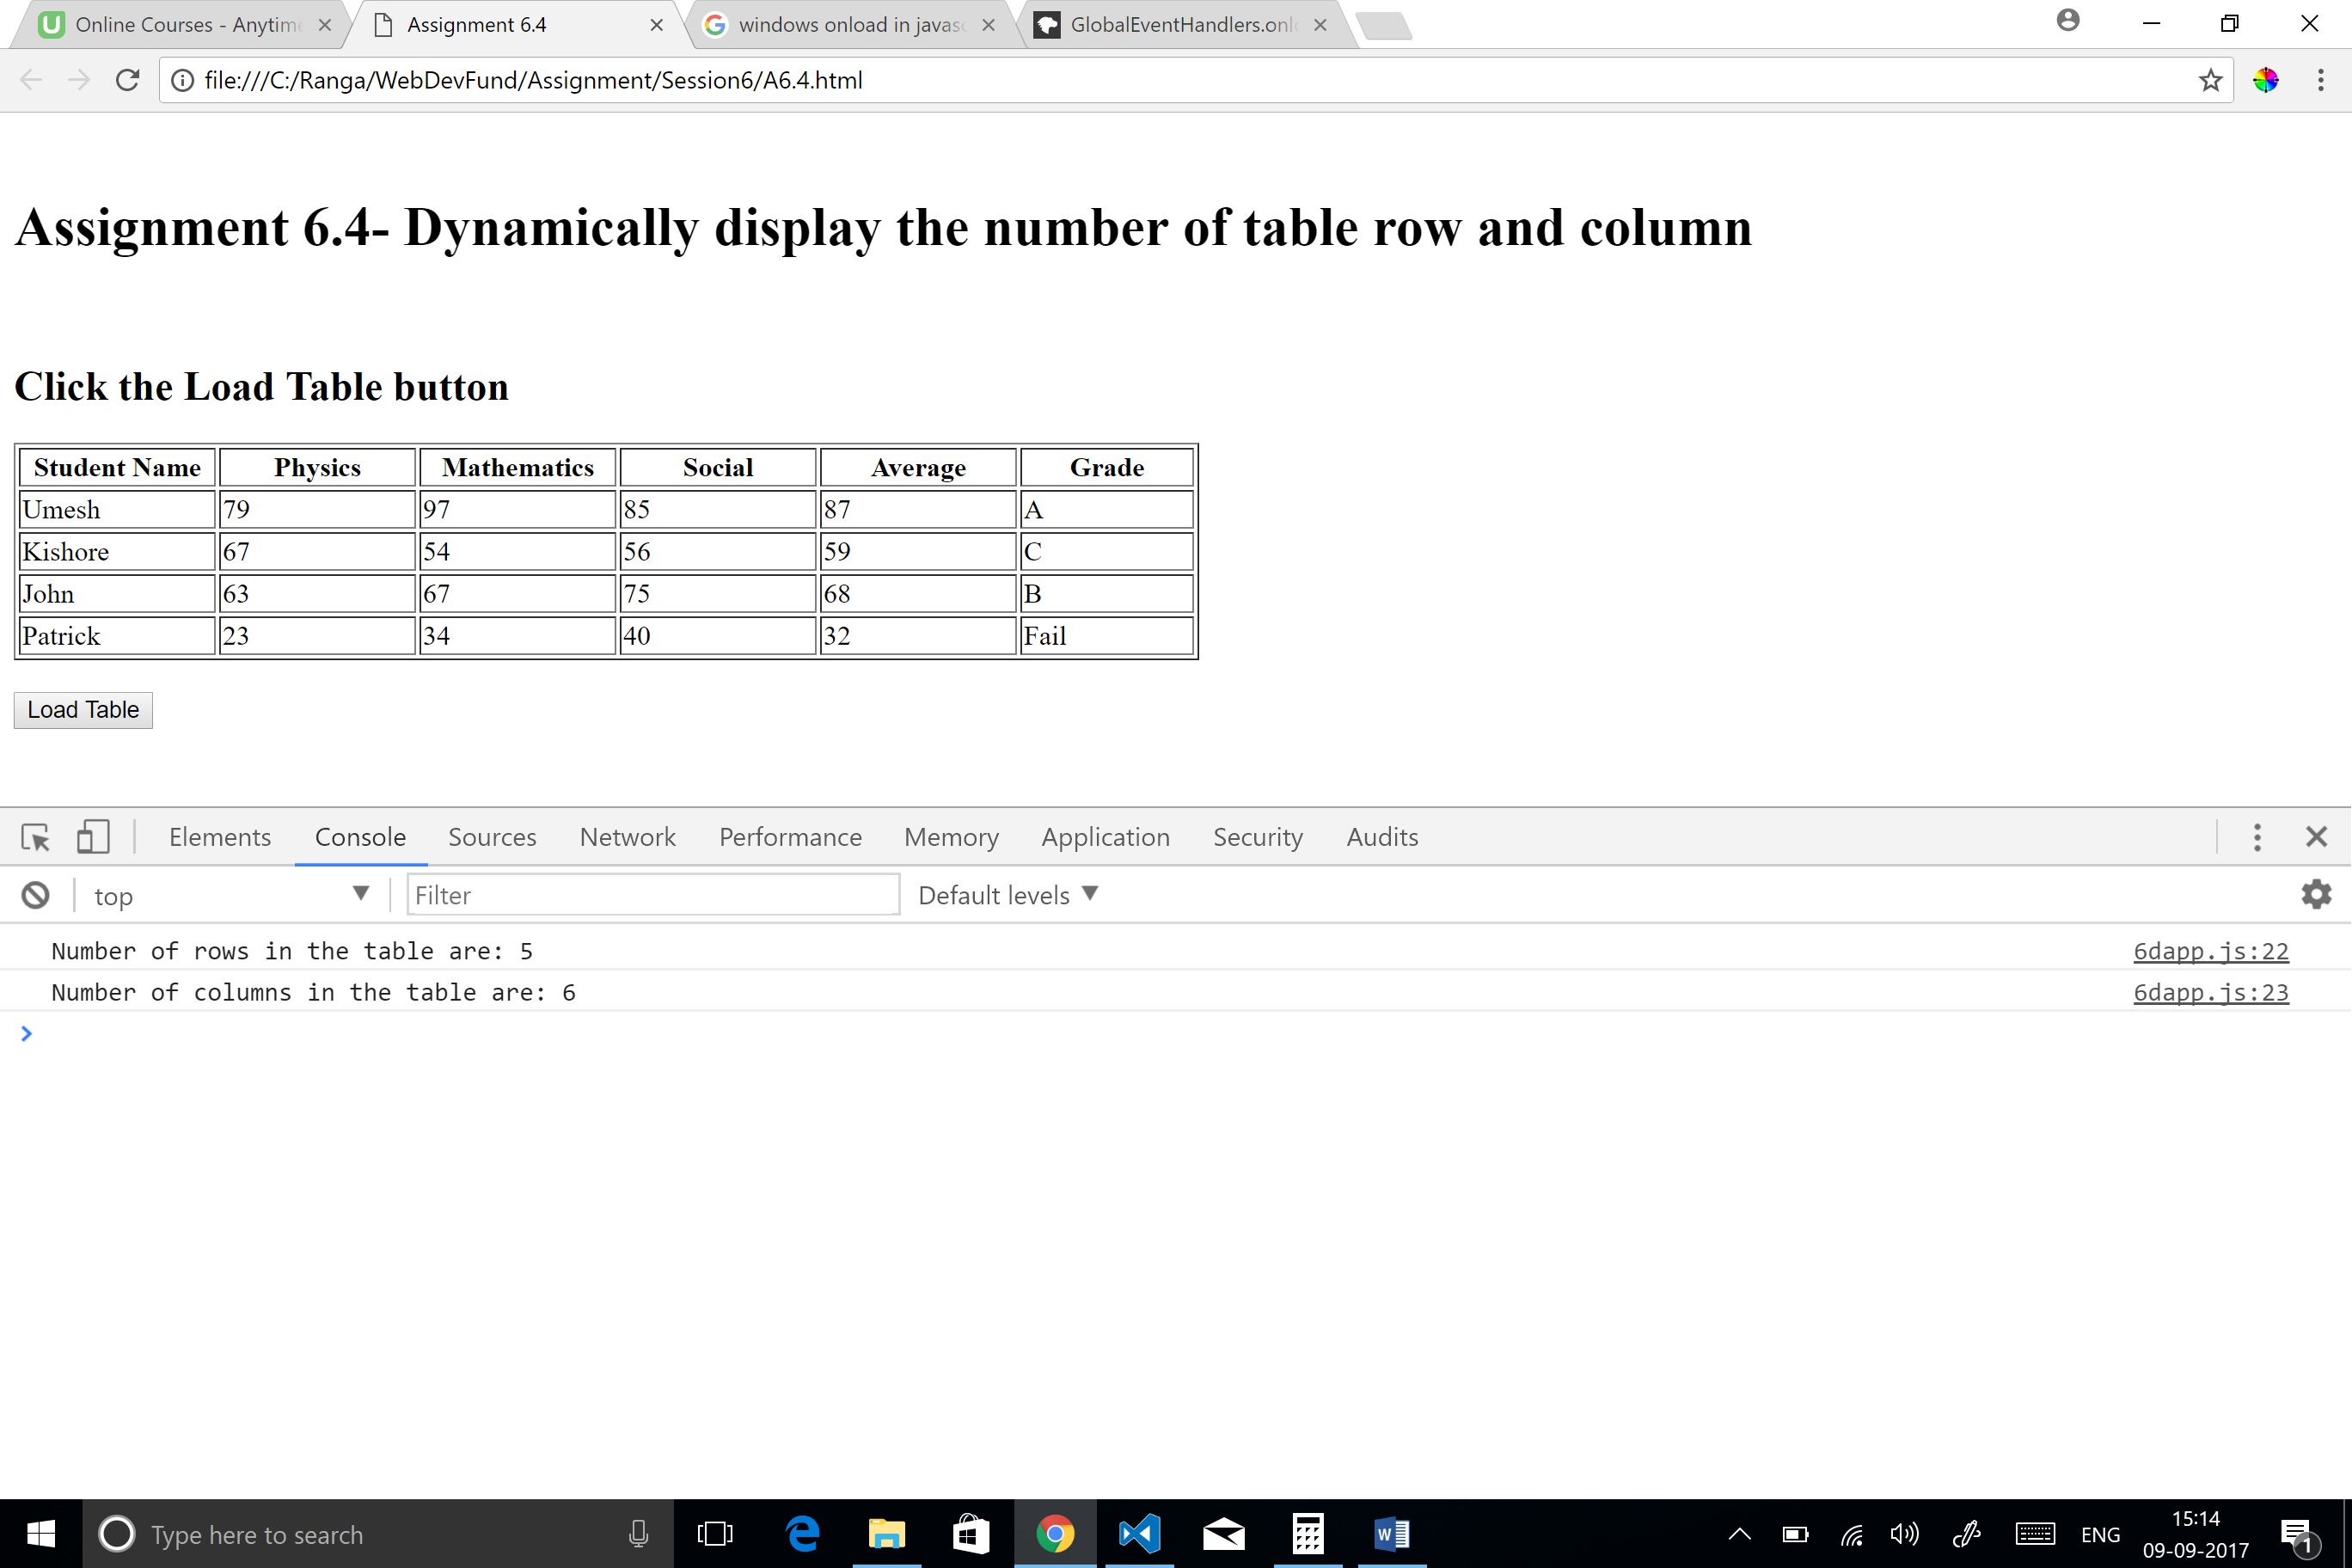 Online Courses - Anytime
Assignment 6.4
windows onload in javasc
GlobalEventHandlers.onlo
file:///C:/Ranga/WebDevFund/Assignment/Session6/A6.4.html
Assignment 6.4- Dynamically display the number of table row and column
Click the Load Table button
Student Name Physics Mathematics Social Average Grade
Umesh 79 97 85 87 A
Kishore 67 54 56 59 C
John 63 67 75 68 B
Patrick 23 34 40 32 Fail
Load Table
Elements Console Sources Network Performance Memory Application Security Audits
top Filter Default levels
Number of rows in the table are: 5 6dapp.js:22
Number of columns in the table are: 6 6dapp.js:23
Type here to search
ENG
15:14
09-09-2017
1